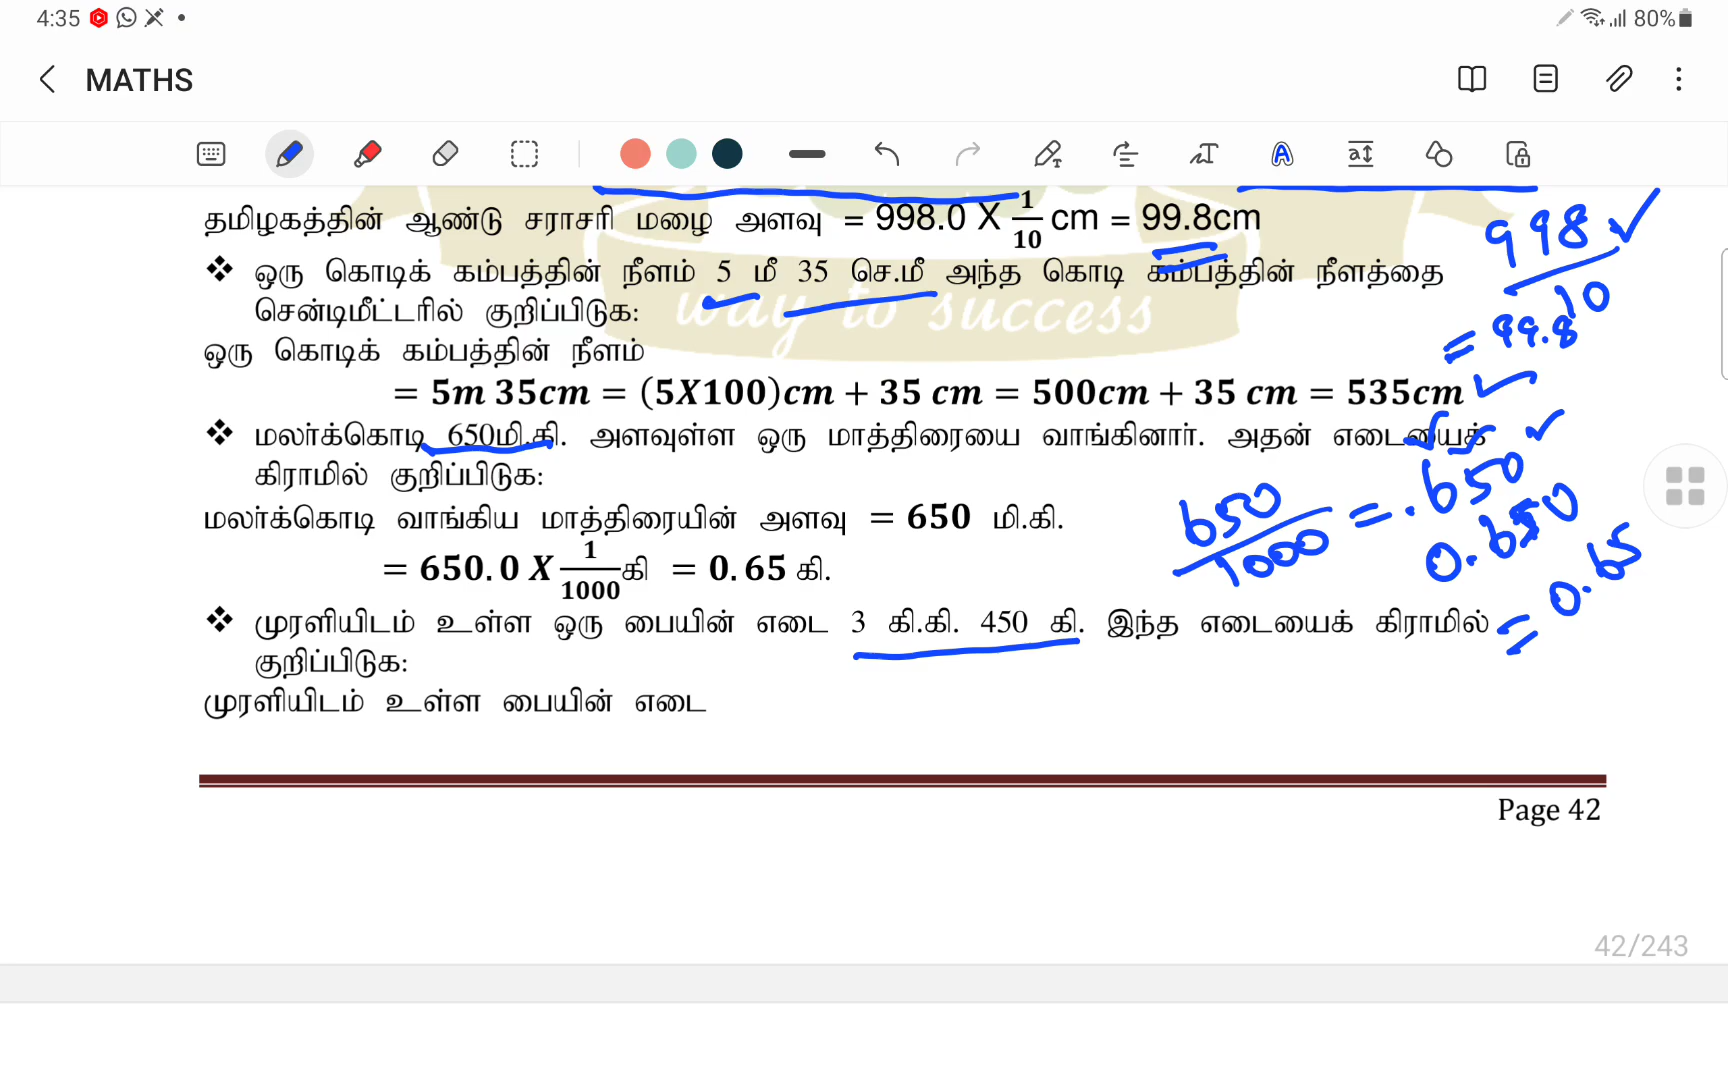 4:35 80%
MATHS
தமிழகத்தின் ஆண்டு சராசரி மழை அளவு = 998.0 X 1/10 cm = 99.8cm
998/10
= 99.8
❖ ஒரு கொடிக் கம்பத்தின் நீளம் 5 மீ 35 செ.மீ அந்த கொடி கம்பத்தின் நீளத்தை
சென்டிமீட்டரில் குறிப்பிடுக:
way to success
ஒரு கொடிக் கம்பத்தின் நீளம்
= 5m 35cm = (5X100)cm + 35 cm = 500cm + 35 cm = 535cm
❖ மலர்க்கொடி 650மி.கி. அளவுள்ள ஒரு மாத்திரையை வாங்கினார். அதன் எடையைக்
கிராமில் குறிப்பிடுக:
650/1000 = .650
0.650
= 0.65
மலர்க்கொடி வாங்கிய மாத்திரையின் அளவு = 650 மி.கி.
= 650.0 X 1/1000 கி = 0.65 கி.
❖ முரளியிடம் உள்ள ஒரு பையின் எடை 3 கி.கி. 450 கி. இந்த எடையைக் கிராமில்
குறிப்பிடுக:
முரளியிடம் உள்ள பையின் எடை
Page 42
42/243